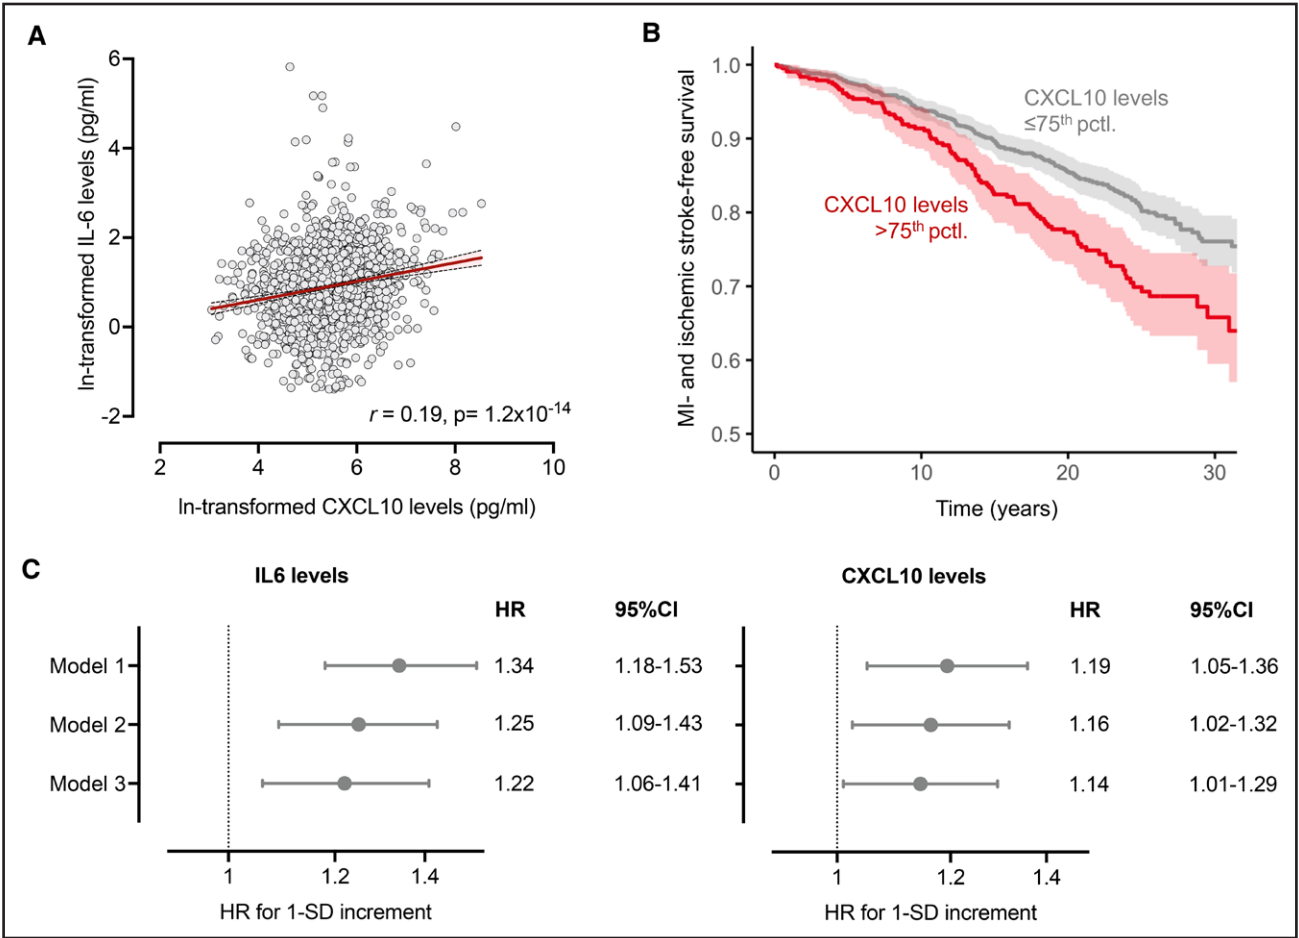 A
ln-transformed IL-6 levels (pg/ml)
6
4
2
0
-2
r = 0.19, p= 1.2x10-14
2 4 6 8 10
ln-transformed CXCL10 levels (pg/ml)
B
MI- and ischemic stroke-free survival
1.0
0.9
0.8
0.7
0.6
0.5
CXCL10 levels
≤75th pctl.
CXCL10 levels
>75th pctl.
0 10 20 30
Time (years)
C
IL6 levels
HR 95%CI
Model 1 1.34 1.18-1.53
Model 2 1.25 1.09-1.43
Model 3 1.22 1.06-1.41
1 1.2 1.4
HR for 1-SD increment
CXCL10 levels
HR 95%CI
1.19 1.05-1.36
1.16 1.02-1.32
1.14 1.01-1.29
1 1.2 1.4
HR for 1-SD increment